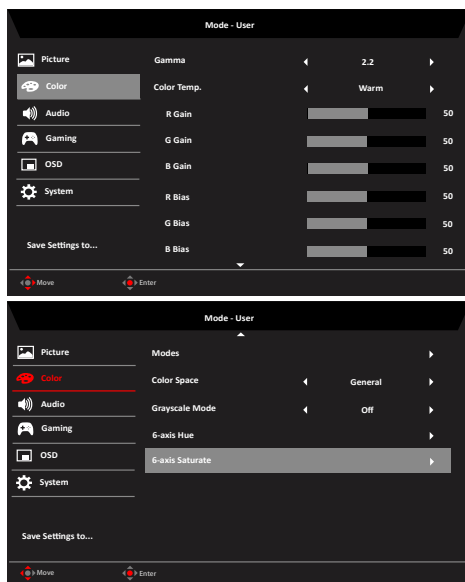 Mode - User
Picture
Gamma 2.2
Color
Color Temp. Warm
Audio
R Gain 50
Gaming
G Gain 50
OSD
B Gain 50
System
R Bias 50
G Bias 50
Save Settings to...
B Bias 50
Move Enter
Mode - User
Picture
Modes
Color
Color Space General
Audio
Grayscale Mode Off
Gaming
6-axis Hue
OSD
6-axis Saturate
System
Save Settings to...
Move Enter